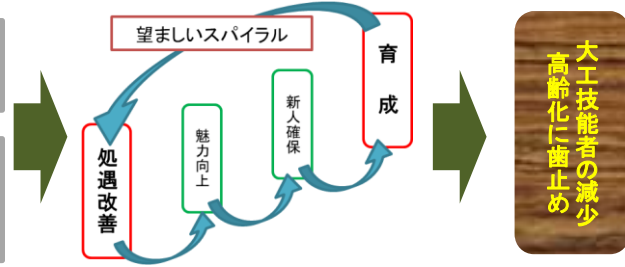 望ましいスパイラル
処遇改善
魅力向上
新人確保
育成
大工技能者の減少
高齢化に歯止め